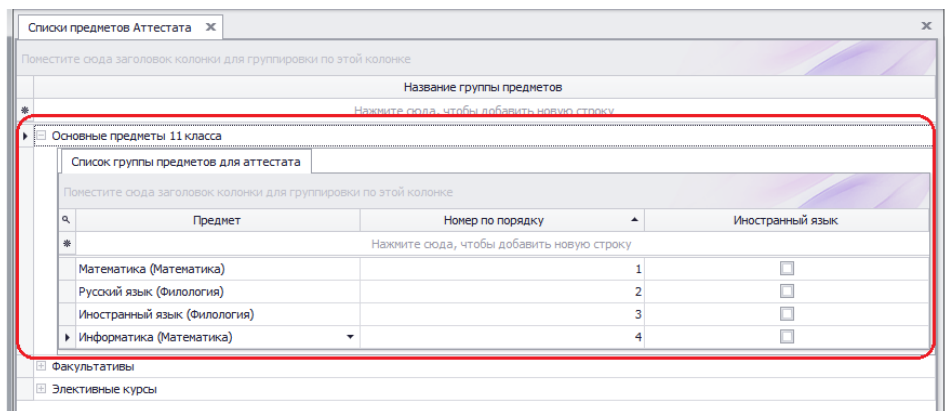 Списки предметов Аттестата
Поместите сюда заголовок колонки для группировки по этой колонке
Название группы предметов
Нажмите сюда, чтобы добавить новую строку
Основные предметы 11 класса
Список группы предметов для аттестата
Поместите сюда заголовок колонки для группировки по этой колонке
Предмет Номер по порядку Иностранный язык
Нажмите сюда, чтобы добавить новую строку
Математика (Математика) 1
Русский язык (Филология) 2
Иностранный язык (Филология) 3
Информатика (Математика) 4
Факультативы
Элективные курсы